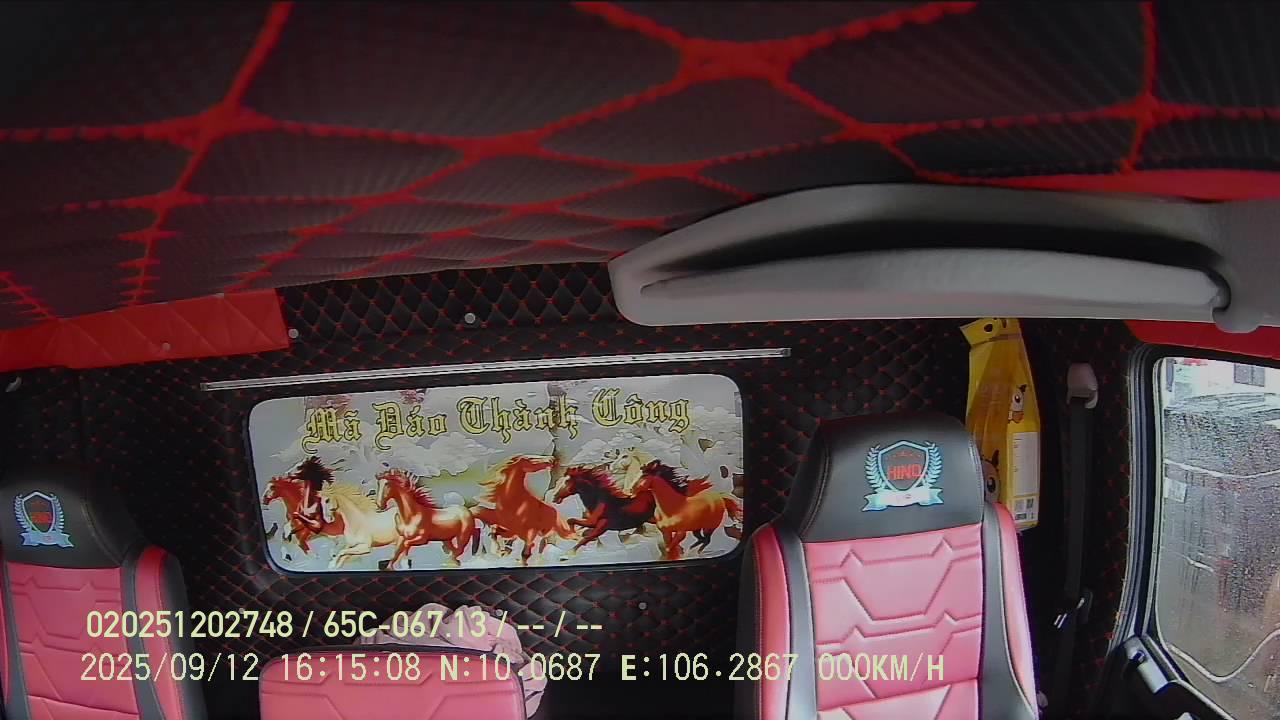 Mã Đáo Thành Công
HINO
HINO
020251202748 / 65C-067.13 / -- / --
2025/09/12 16:15:08 N:10.0687 E:106.2867 000KM/H